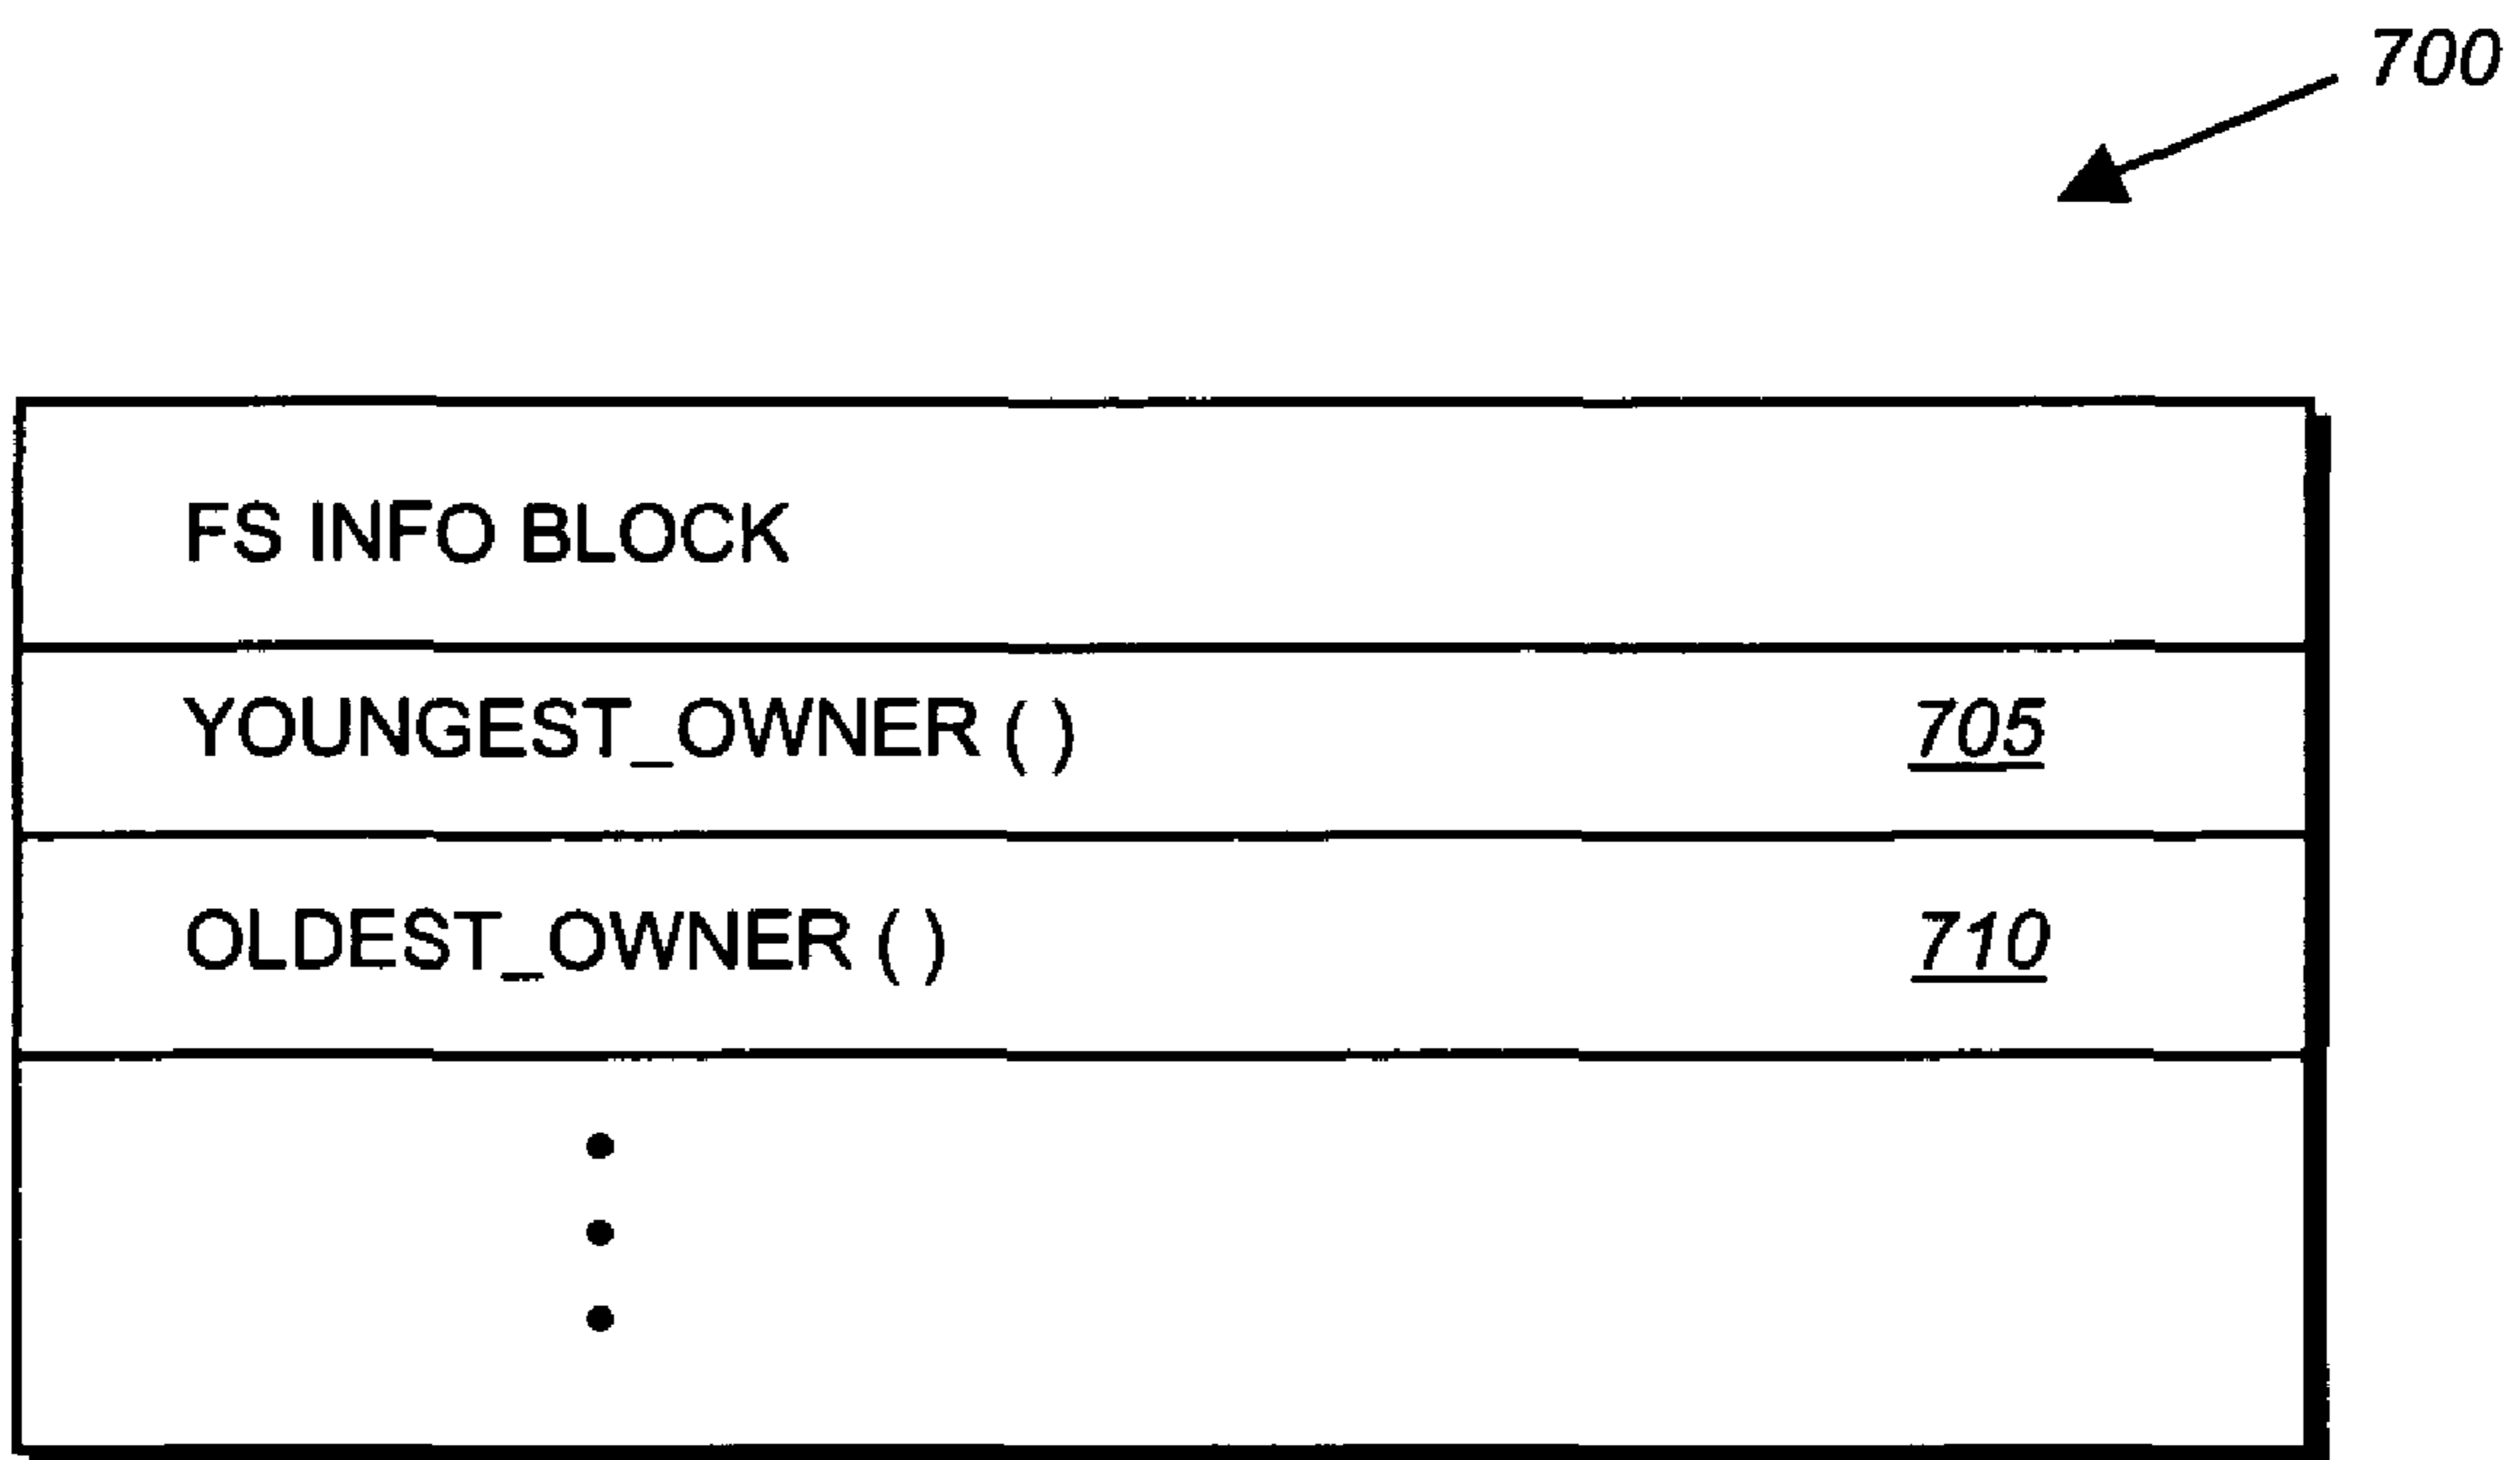 700
FS INFO BLOCK
YOUNGEST_OWNER ( ) 705
OLDEST_OWNER ( ) 710